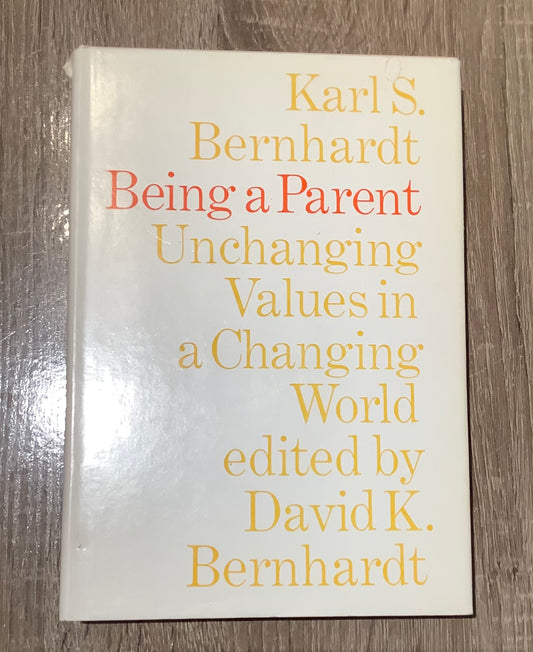 Karl S.
Bernhardt
Being a Parent
Unchanging
Values in
a Changing
World
edited by
David K.
Bernhardt